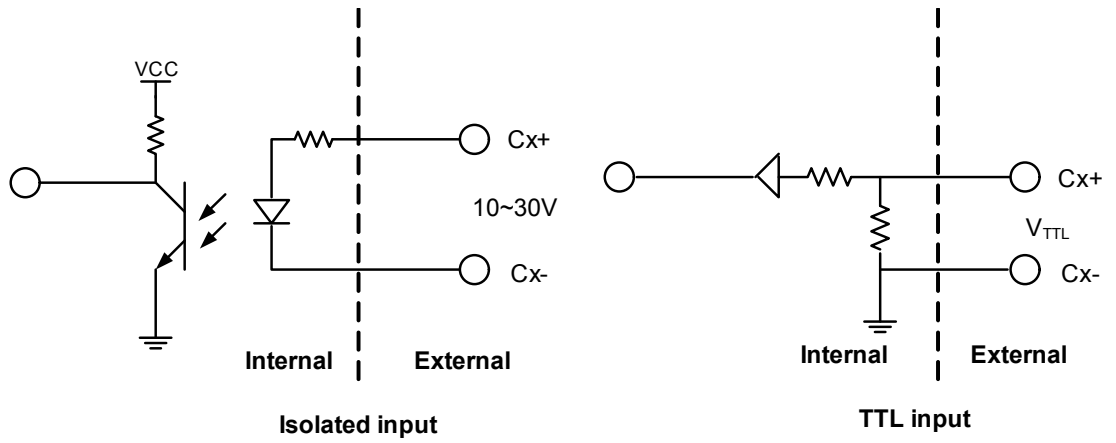 VCC
Cx+
10~30V
Cx-
Internal
External
Isolated input
Cx+
VTTL
Cx-
Internal
External
TTL input